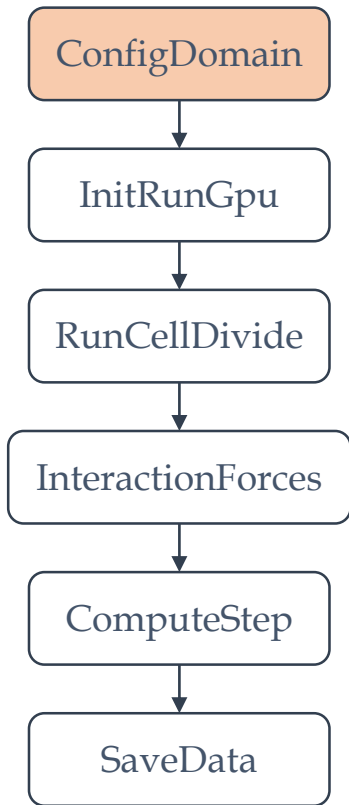 ConfigDomain
InitRunGpu
RunCellDivide
InteractionForces
ComputeStep
SaveData